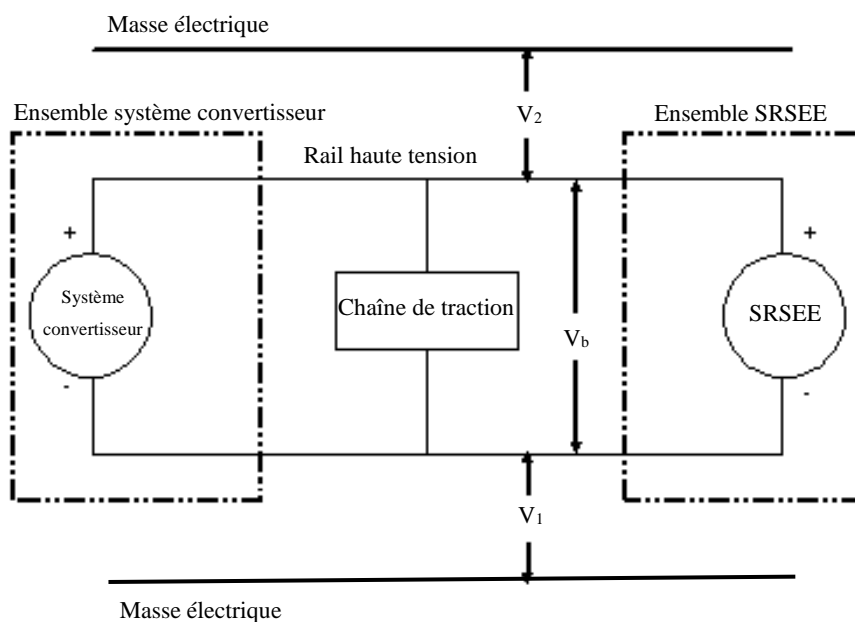 Masse électrique
Ensemble système convertisseur
V2
Ensemble SRSEE
Rail haute tension
+
+
Système
convertisseur
Chaîne de traction
Vb
SRSEE
-
-
V1
Masse électrique